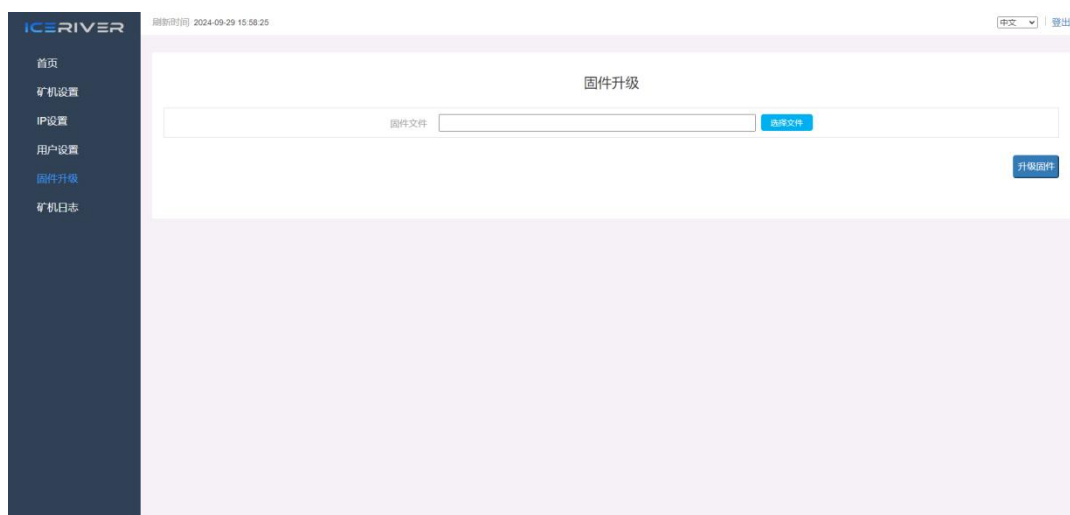 ICERIVER
刷新时间 2024-09-29 15:58:25
中文
登出
首页
矿机设置
IP设置
用户设置
固件升级
矿机日志
固件升级
固件文件
选择文件
升级固件